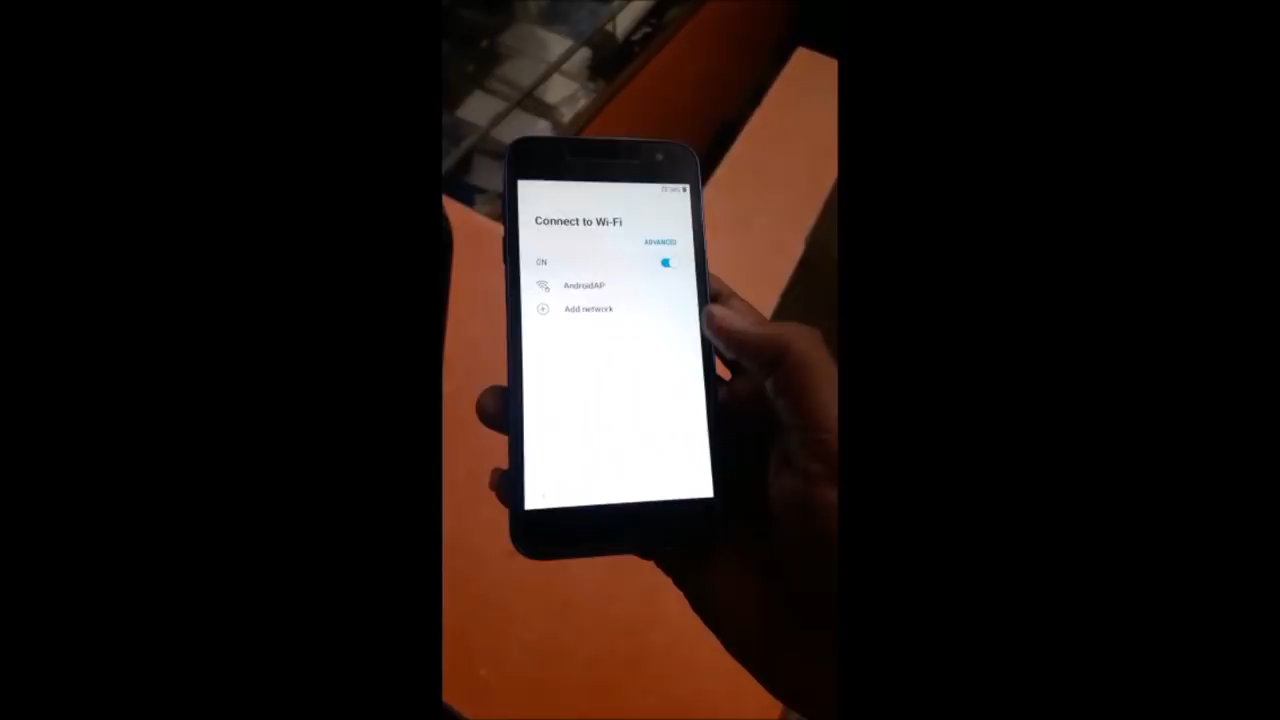 Connect to Wi-Fi
ADVANCED
ON
AndroidAP
Add network